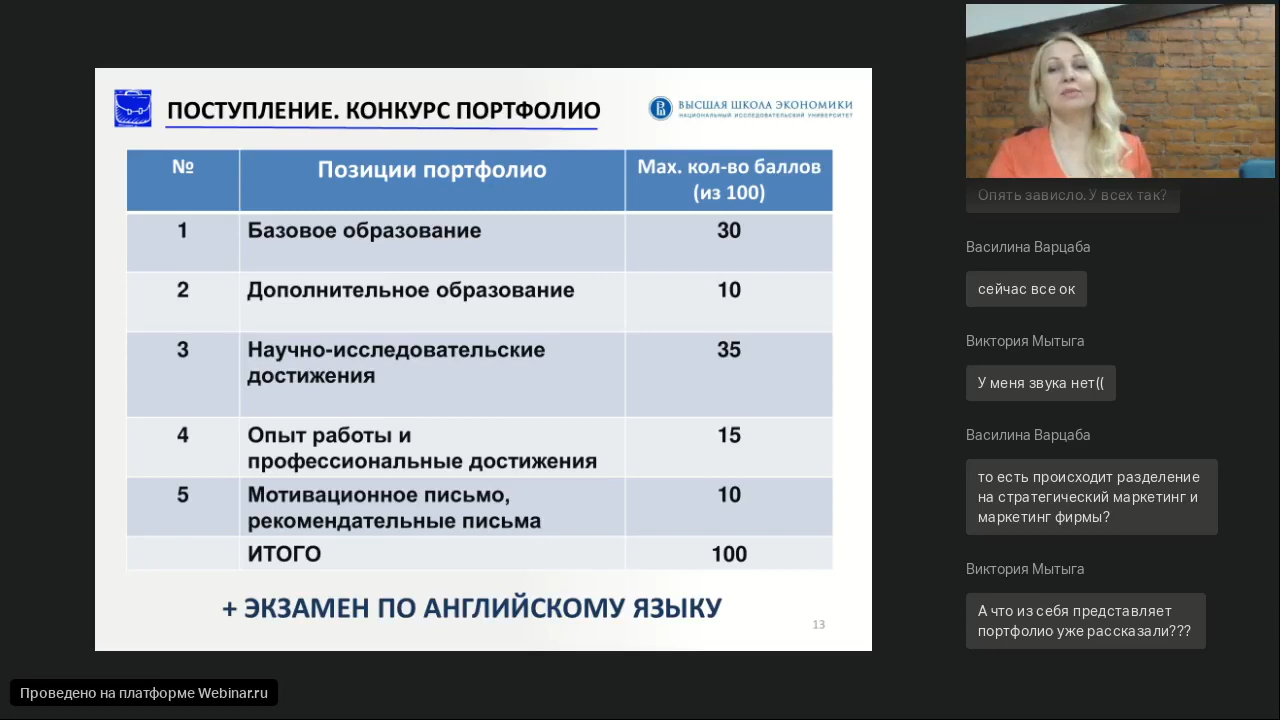 ПОСТУПЛЕНИЕ. КОНКУРС ПОРТФОЛИО
ВЫСШАЯ ШКОЛА ЭКОНОМИКИ
НАЦИОНАЛЬНЫЙ ИССЛЕДОВАТЕЛЬСКИЙ УНИВЕРСИТЕТ
№
Позиции портфолио
Max. кол-во баллов
(из 100)
1
Базовое образование
30
2
Дополнительное образование
10
3
Научно-исследовательские
достижения
35
4
Опыт работы и
профессиональные достижения
15
5
Мотивационное письмо,
рекомендательные письма
10
ИТОГО
100
+ ЭКЗАМЕН ПО АНГЛИЙСКОМУ ЯЗЫКУ
13
Проведено на платформе Webinar.ru
Опять зависло. У всех так?
Василина Варцаба
сейчас все ок
Виктория Мытыга
У меня звука нет((
Василина Варцаба
то есть происходит разделение
на стратегический маркетинг и
маркетинг фирмы?
Виктория Мытыга
А что из себя представляет
портфолио уже рассказали???